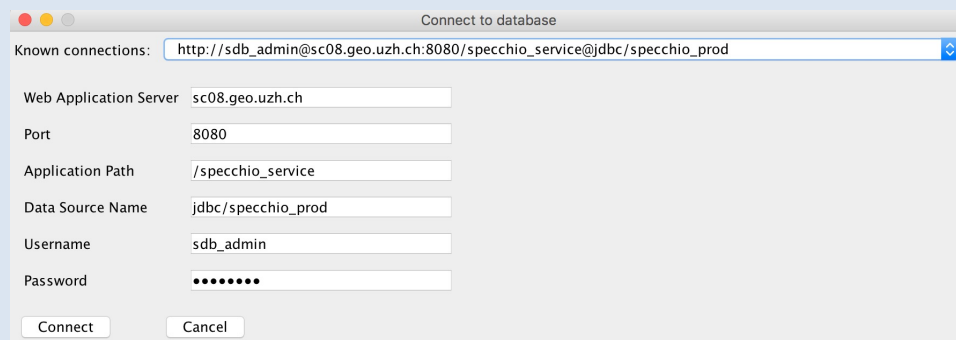 Connect to database
Known connections: http://sdb_admin@sc08.geo.uzh.ch:8080/specchio_service@jdbc/specchio_prod
Web Application Server sc08.geo.uzh.ch
Port 8080
Application Path /specchio_service
Data Source Name jdbc/specchio_prod
Username sdb_admin
Password ••••••••
Connect Cancel